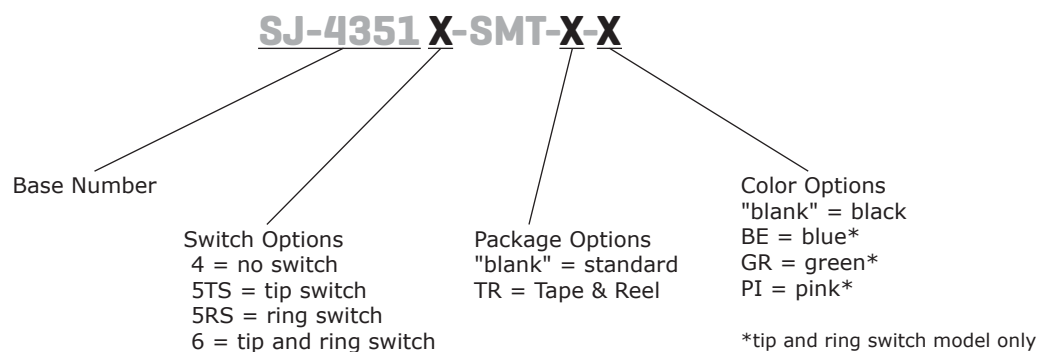 SJ-4351 X-SMT-X-X
Base Number
Switch Options
4 = no switch
5TS = tip switch
5RS = ring switch
6 = tip and ring switch
Package Options
"blank" = standard
TR = Tape & Reel
Color Options
"blank" = black
BE = blue*
GR = green*
PI = pink*
*tip and ring switch model only